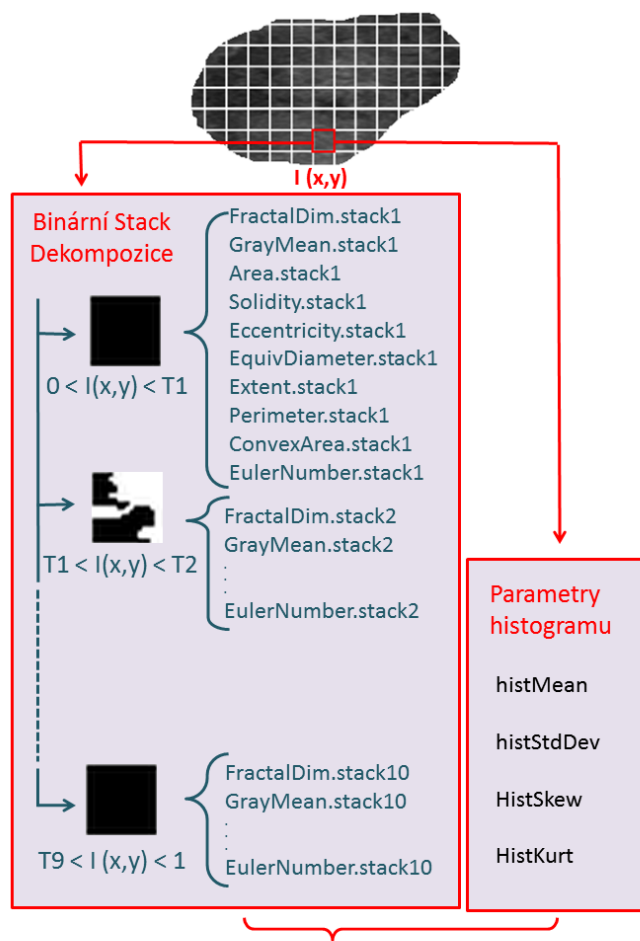 I (x,y)
Binární Stack
Dekompozice
FractalDim.stack1
GrayMean.stack1
Area.stack1
Solidity.stack1
Eccentricity.stack1
EquivDiameter.stack1
Extent.stack1
Perimeter.stack1
ConvexArea.stack1
EulerNumber.stack1
0 < I(x,y) < T1
FractalDim.stack2
GrayMean.stack2
.
.
.
EulerNumber.stack2
T1 < I(x,y) < T2
FractalDim.stack10
GrayMean.stack10
.
.
.
EulerNumber.stack10
T9 < I (x,y) < 1
Parametry
histogramu
histMean
histStdDev
HistSkew
HistKurt